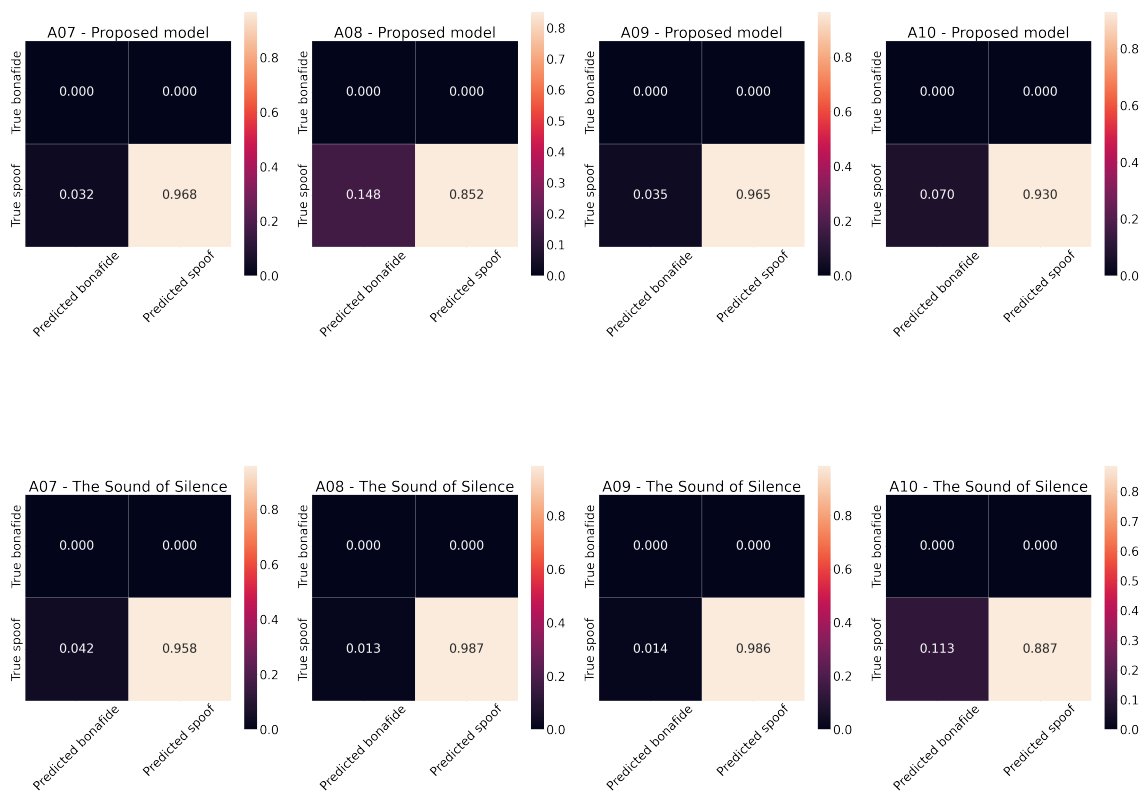 A07 - Proposed model
True bonafide
True spoof
0.000 0.000
0.032 0.968
Predicted bonafide
Predicted spoof
0.8
0.6
0.4
0.2
0.0
A08 - Proposed model
True bonafide
True spoof
0.000 0.000
0.148 0.852
Predicted bonafide
Predicted spoof
0.8
0.7
0.6
0.5
0.4
0.3
0.2
0.1
0.0
A09 - Proposed model
True bonafide
True spoof
0.000 0.000
0.035 0.965
Predicted bonafide
Predicted spoof
0.8
0.6
0.4
0.2
0.0
A10 - Proposed model
True bonafide
True spoof
0.000 0.000
0.070 0.930
Predicted bonafide
Predicted spoof
0.8
0.6
0.4
0.2
0.0
A07 - The Sound of Silence
True bonafide
True spoof
0.000 0.000
0.042 0.958
Predicted bonafide
Predicted spoof
0.8
0.6
0.4
0.2
0.0
A08 - The Sound of Silence
True bonafide
True spoof
0.000 0.000
0.013 0.987
Predicted bonafide
Predicted spoof
0.8
0.6
0.4
0.2
0.0
A09 - The Sound of Silence
True bonafide
True spoof
0.000 0.000
0.014 0.986
Predicted bonafide
Predicted spoof
0.8
0.6
0.4
0.2
0.0
A10 - The Sound of Silence
True bonafide
True spoof
0.000 0.000
0.113 0.887
Predicted bonafide
Predicted spoof
0.8
0.7
0.6
0.5
0.4
0.3
0.2
0.1
0.0